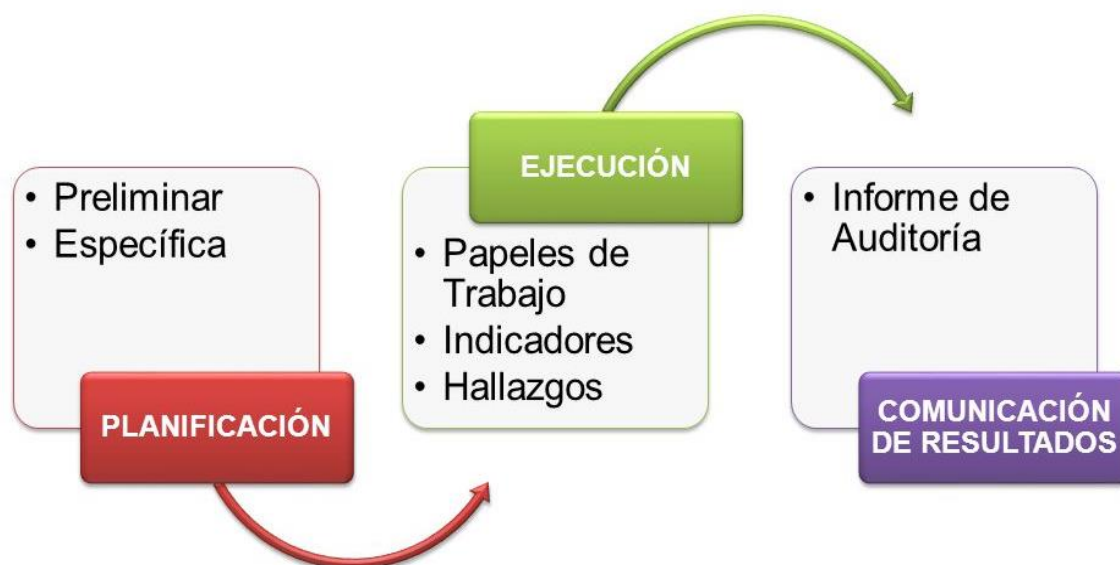 • Preliminar
• Específica
PLANIFICACIÓN
EJECUCIÓN
• Papeles de
Trabajo
• Indicadores
• Hallazgos
• Informe de
Auditoría
COMUNICACIÓN
DE RESULTADOS